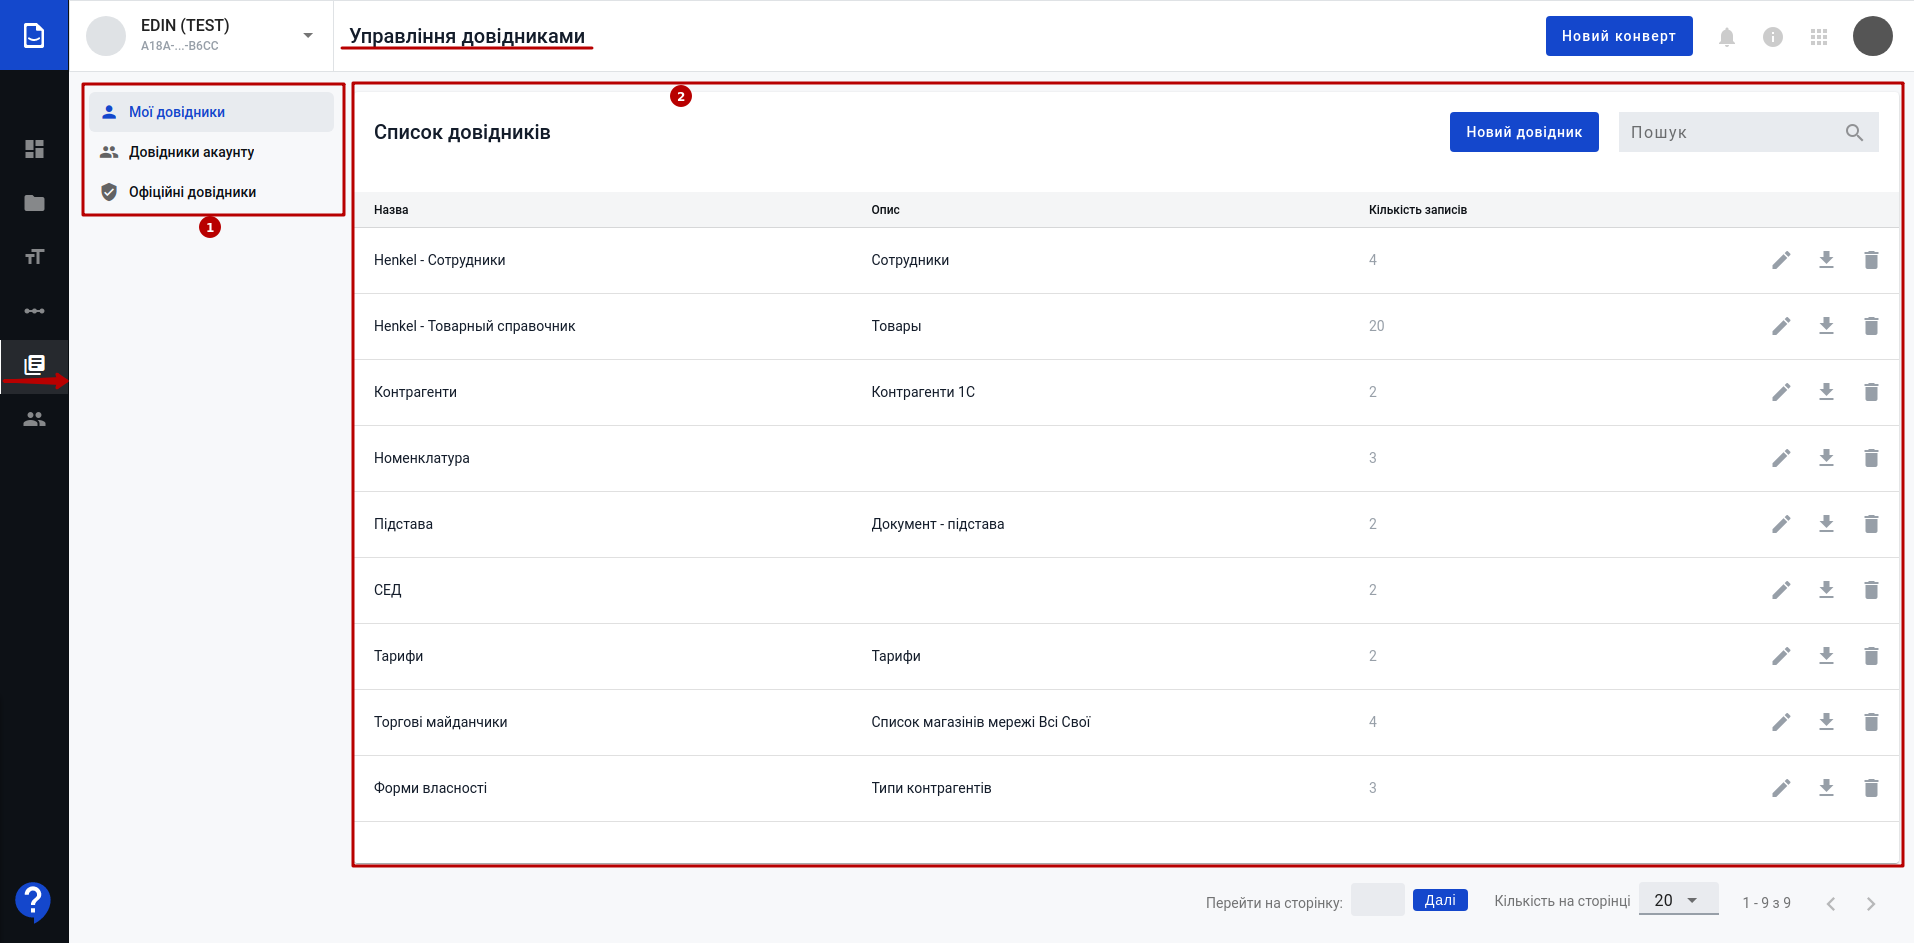 EDIN (TEST)
A18A-...-B6CC
Управління довідниками
Новий конверт
Мої довідники
Довідники акаунту
Офіційні довідники
1
2
Список довідників
Новий довідник
Пошук
Назва Опис Кількість записів
Henkel - Сотрудники Сотрудники 4
Henkel - Товарный справочник Товары 20
Контрагенти Контрагенти 1С 2
Номенклатура 3
Підстава Документ - підстава 2
СЕД 2
Тарифи Тарифи 2
Торгові майданчики Список магазінів мережі Всі Свої 4
Форми власності Типи контрагентів 3
Перейти на сторінку: Далі Кількість на сторінці 20 1 - 9 з 9
?